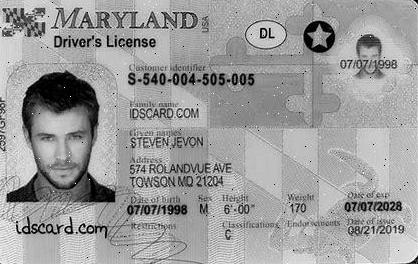 MARYLAND
USA
Driver's License
DL
07/07/1998
Customer identifier
S-540-004-505-005
Family name
IDSCARD.COM
Given names
STEVEN JEVON
Address
574 ROLANDVUE AVE
TOWSON MD 21204
Date of birth Sex Height Weight Date of exp
07/07/1998 M 6'-00" 170 07/07/2028
Restrictions Classifications Endorsements Date of issue
C 08/21/2019
idscard.com